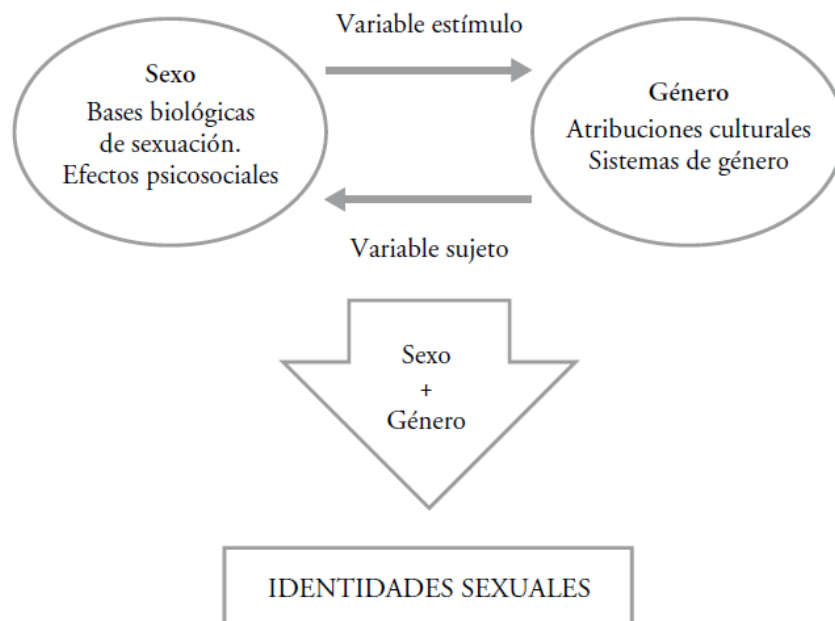 Variable estímulo
Sexo
Bases biológicas
de sexuación.
Efectos psicosociales
Género
Atribuciones culturales
Sistemas de género
Variable sujeto
Sexo
+
Género
IDENTIDADES SEXUALES